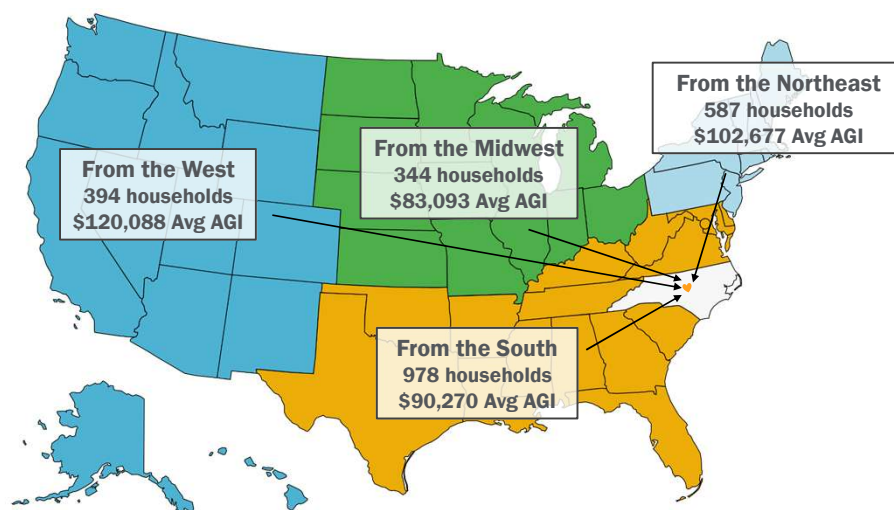 From the Northeast
587 households
$102,677 Avg AGI
From the Midwest
344 households
$83,093 Avg AGI
From the West
394 households
$120,088 Avg AGI
From the South
978 households
$90,270 Avg AGI